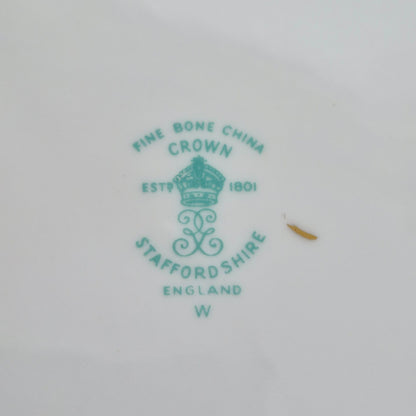 FINE BONE CHINA
CROWN
ESTD 1801
STAFFORDSHIRE
ENGLAND
W